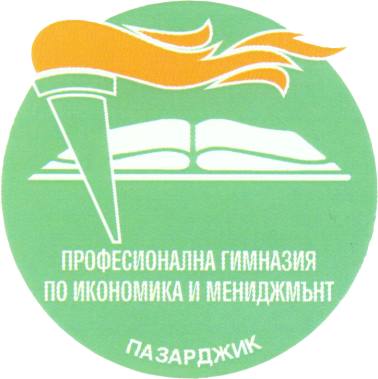 ПРОФЕСИОНАЛНА ГИМНАЗИЯ
ПО ИКОНОМИКА И МЕНИДЖМЪНТ
ПАЗАРДЖИК